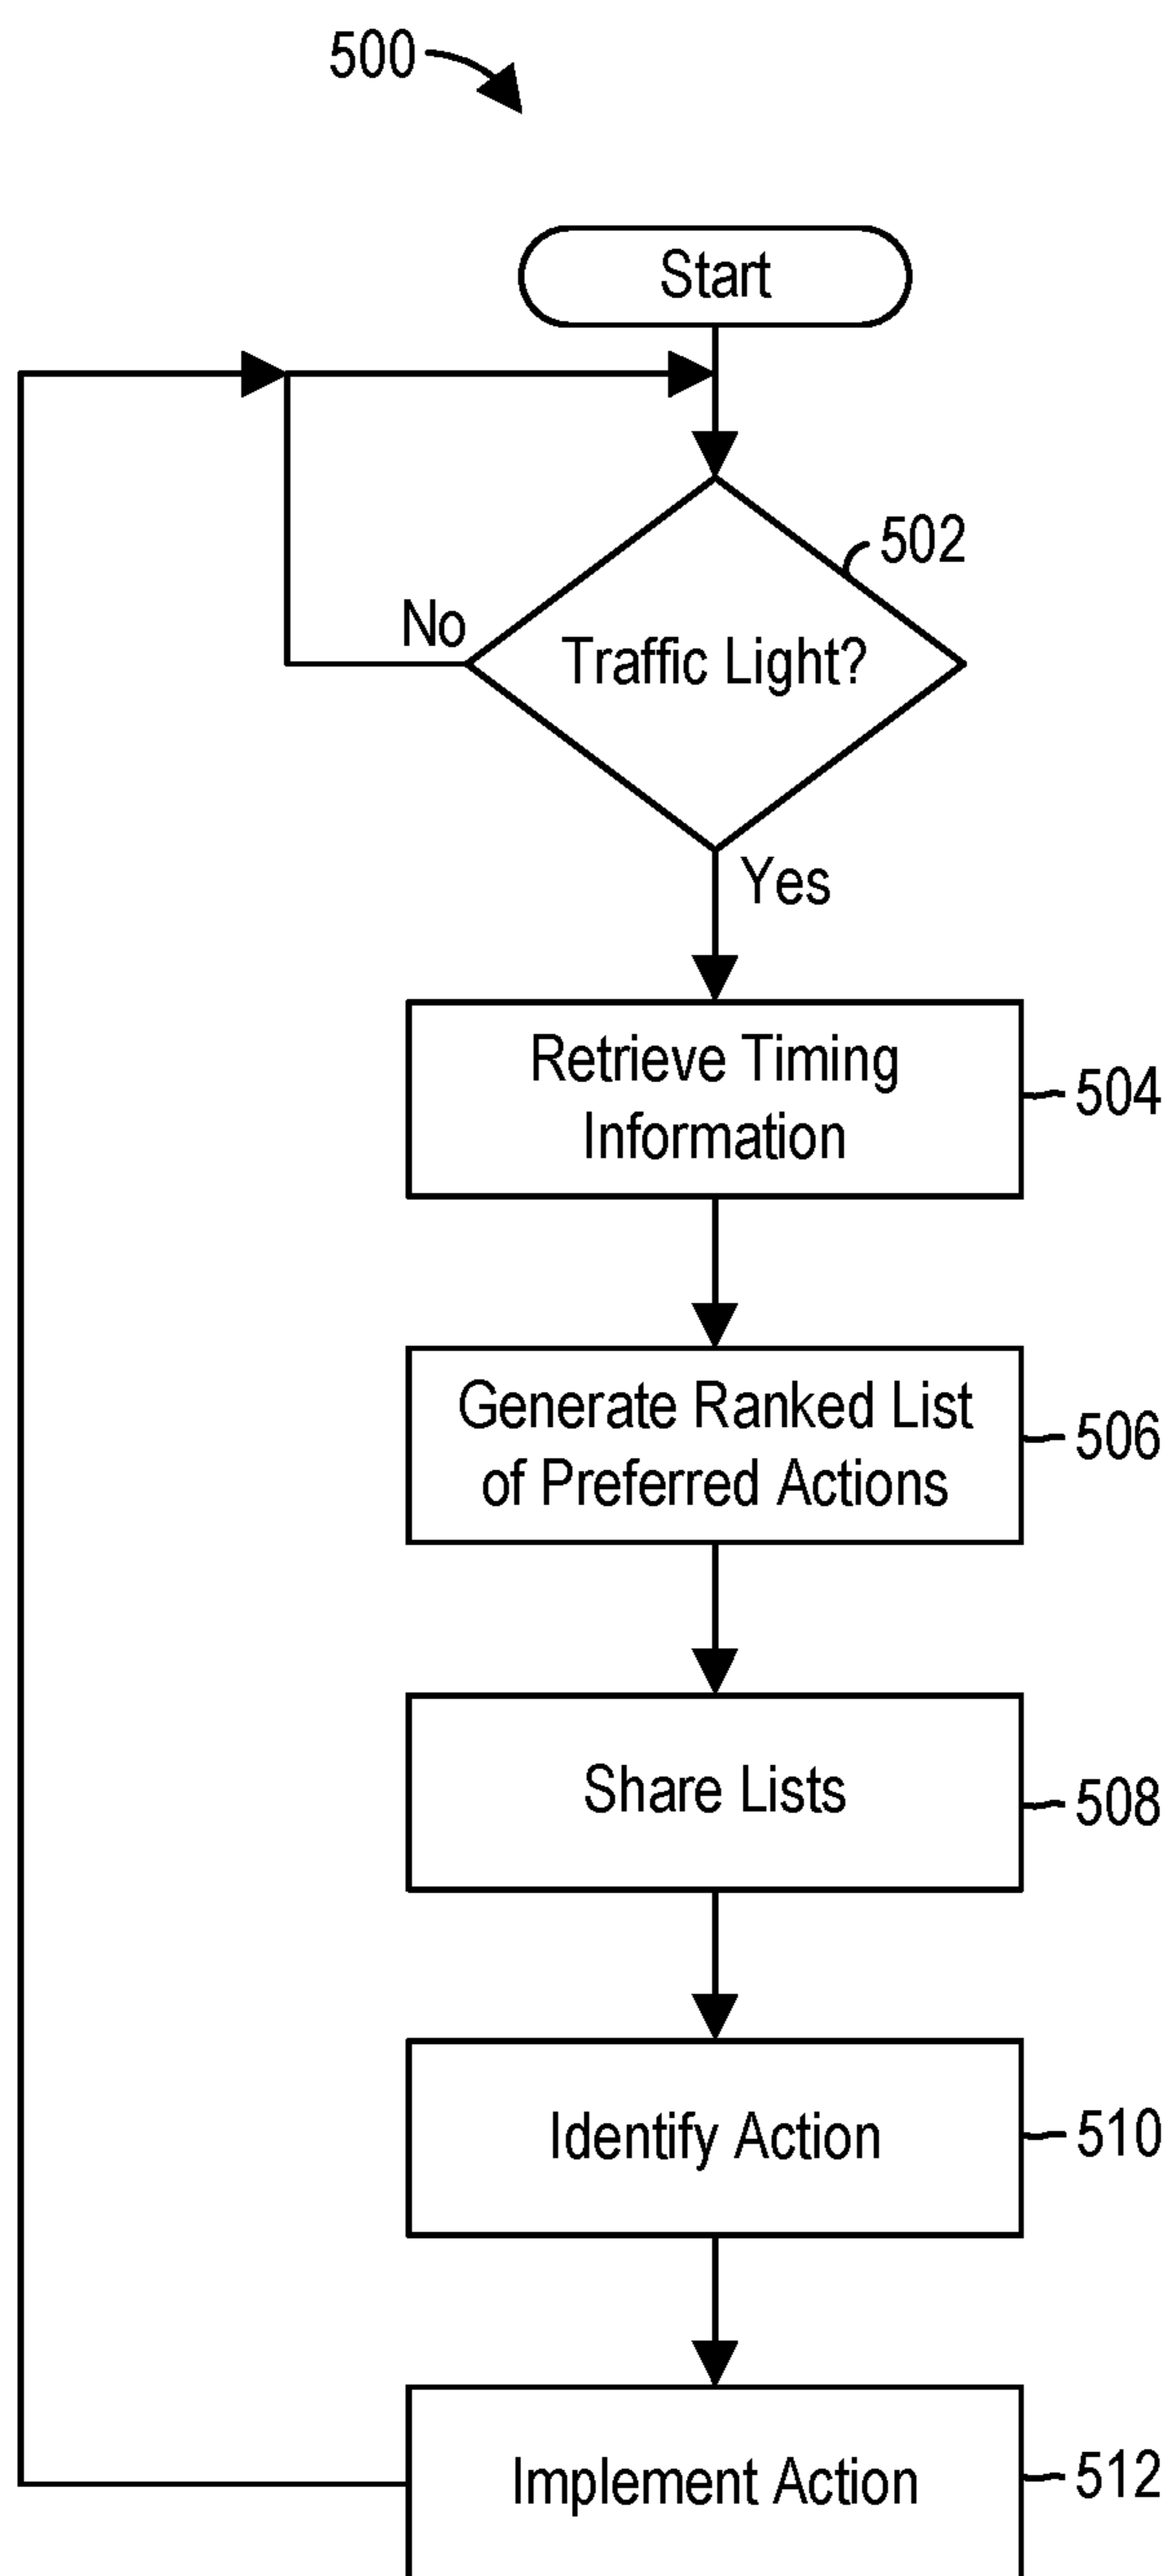 500
Start
502
No
Traffic Light?
Yes
Retrieve Timing
Information
504
Generate Ranked List
of Preferred Actions
506
Share Lists
508
Identify Action
510
Implement Action
512